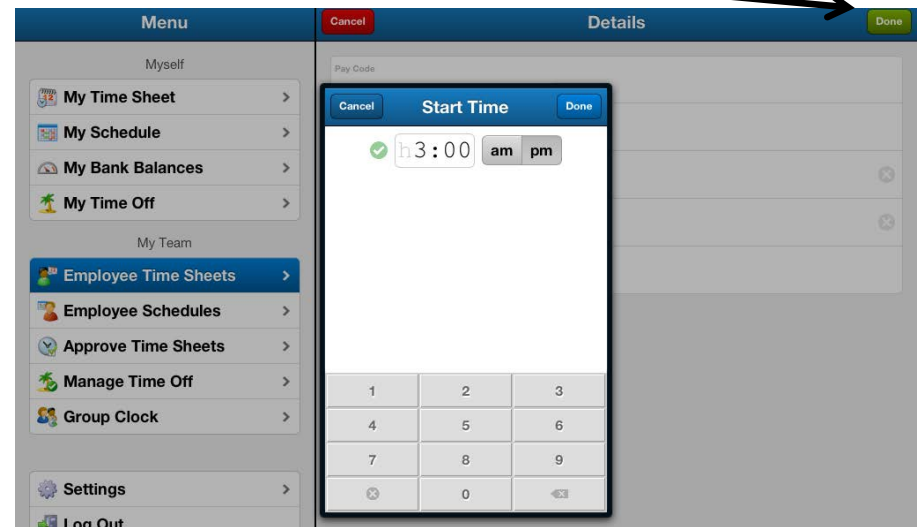 Menu
Cancel
Details
Done
Myself
My Time Sheet
My Schedule
My Bank Balances
My Time Off
My Team
Employee Time Sheets
Employee Schedules
Approve Time Sheets
Manage Time Off
Group Clock
Settings
Log Out
Pay Code
Cancel
Start Time
Done
h3:00 am pm
1 2 3
4 5 6
7 8 9
0